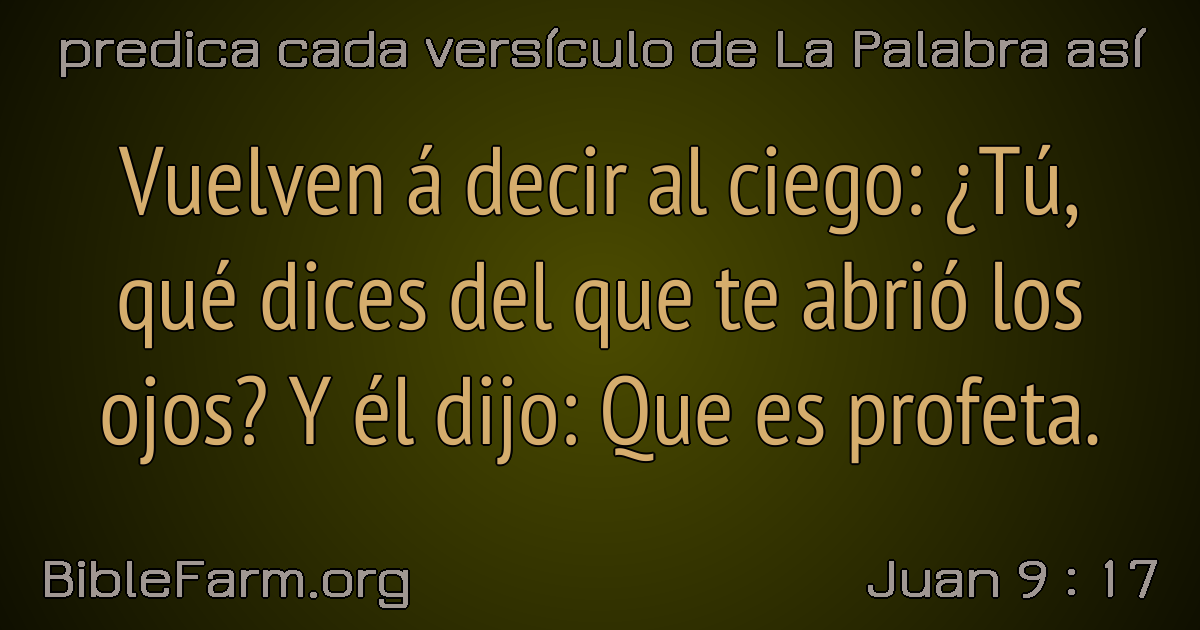 predica cada versículo de La Palabra así
Vuelven á decir al ciego: ¿Tú,
qué dices del que te abrió los
ojos? Y él dijo: Que es profeta.
BibleFarm.org
Juan 9 : 17